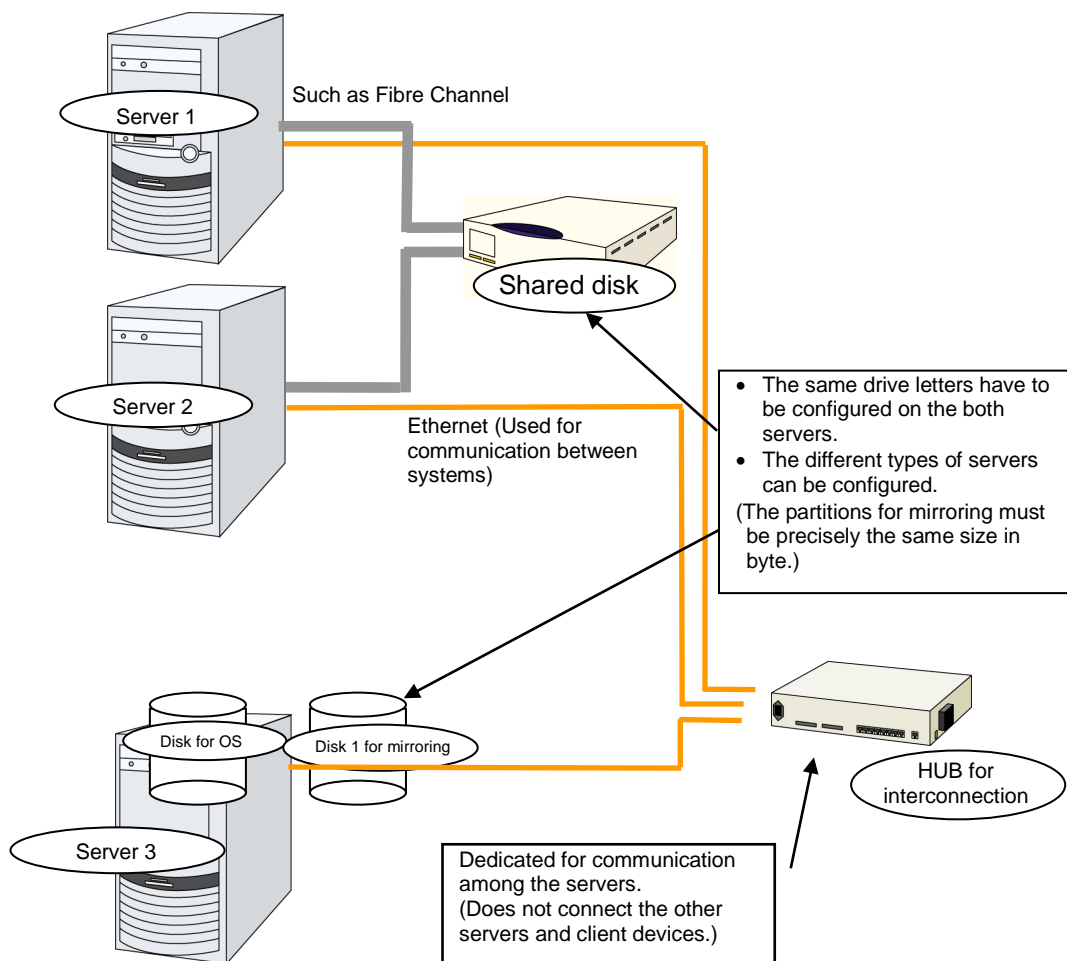 Such as Fibre Channel
Server 1
Shared disk
Server 2
Ethernet (Used for
communication between
systems)
• The same drive letters have to
be configured on the both
servers.
• The different types of servers
can be configured.
(The partitions for mirroring must
be precisely the same size in
byte.)
Disk for OS
Disk 1 for mirroring
HUB for
interconnection
Server 3
Dedicated for communication
among the servers.
(Does not connect the other
servers and client devices.)